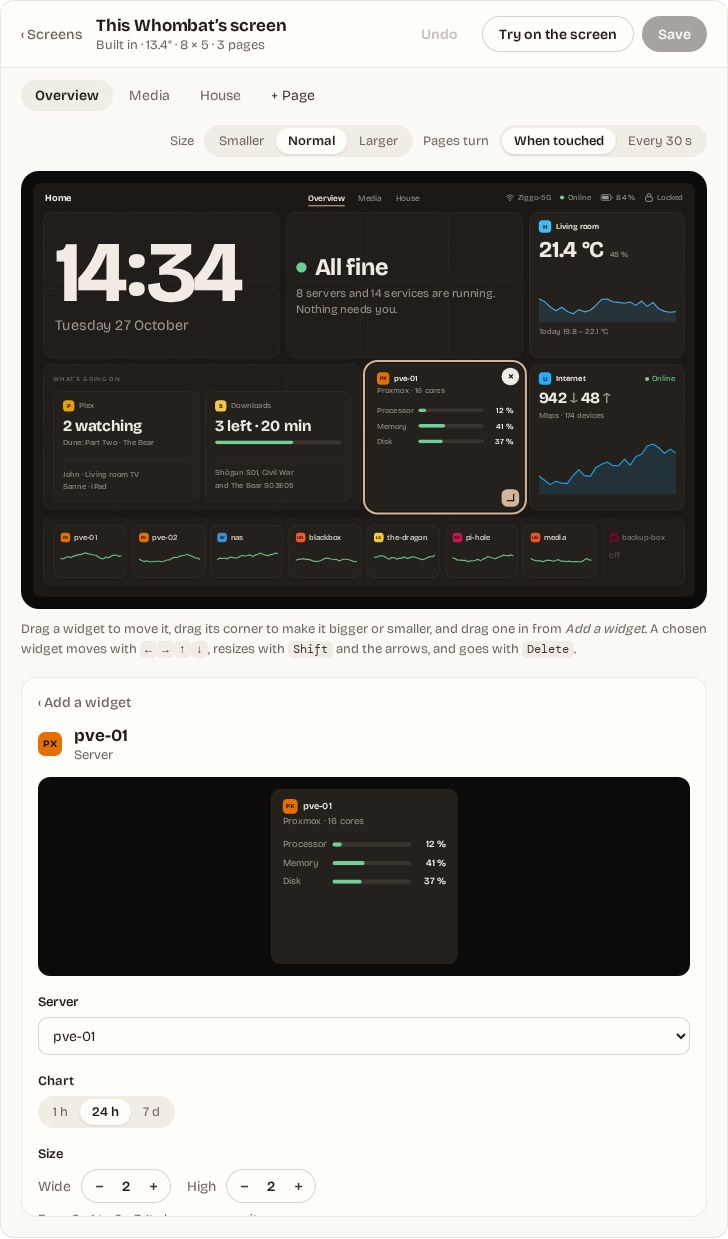 ‹ Screens
This Whombat's screen
Built in · 13.4″ · 8 × 5 · 3 pages
Undo
Try on the screen
Save
Overview Media House + Page
Size Smaller Normal Larger Pages turn When touched Every 30 s
Home
Overview Media House
Ziggo-5G Online 84% Locked
14:34
Tuesday 27 October
All fine
8 servers and 14 services are running.
Nothing needs you.
Living room
21.4 °C 48 %
Today 19.8 – 22.1 °C
WHAT'S GOING ON
P Plex
2 watching
Dune: Part Two · The Bear
John · Living room TV
Sanne · iPad
S Downloads
3 left · 20 min
Shōgun S01, Civil War
and The Bear S03E05
PX pve-01 ×
Proxmox · 16 cores
Processor 12 %
Memory 41 %
Disk 37 %
Internet Online
942 ↓ 48 ↑
Mbps · 174 devices
pve-01 pve-02 nas blackbox the-dragon pi-hole media backup-box
off
Drag a widget to move it, drag its corner to make it bigger or smaller, and drag one in from Add a widget. A chosen
widget moves with ← → ↑ ↓, resizes with Shift and the arrows, and goes with Delete.
‹ Add a widget
PX pve-01
Server
PX pve-01
Proxmox · 16 cores
Processor 12 %
Memory 41 %
Disk 37 %
Server
pve-01
Chart
1 h 24 h 7 d
Size
Wide − 2 + High − 2 +